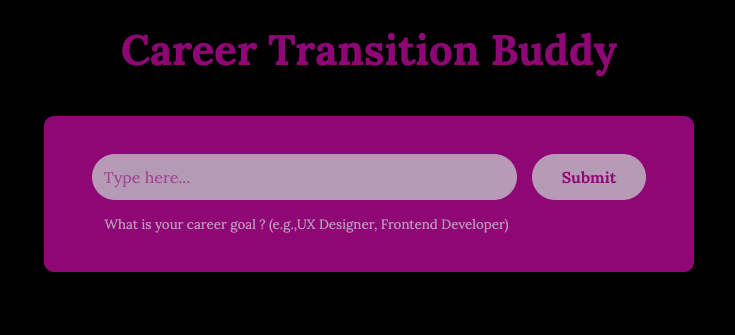 Career Transition Buddy
Type here...
Submit
What is your career goal ? (e.g.,UX Designer, Frontend Developer)